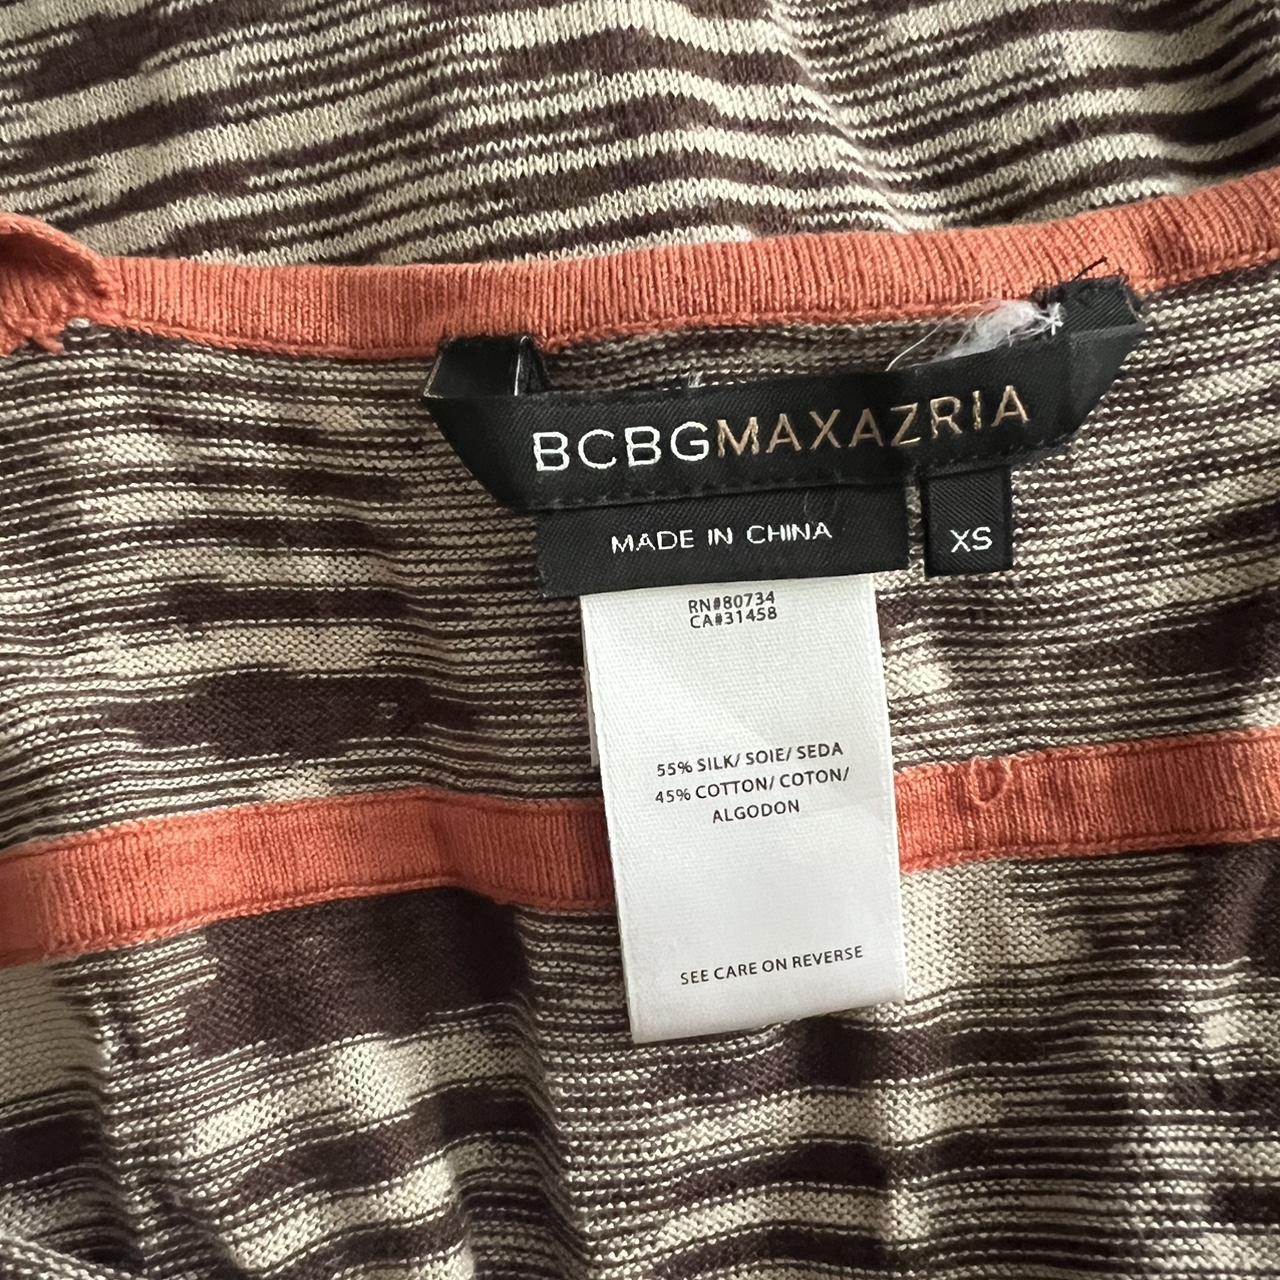 BCBGMAXAZRIA
MADE IN CHINA
XS
RN#80734
CA#31458
55% SILK/ SOIE/ SEDA
45% COTTON/ COTON/
ALGODON
SEE CARE ON REVERSE